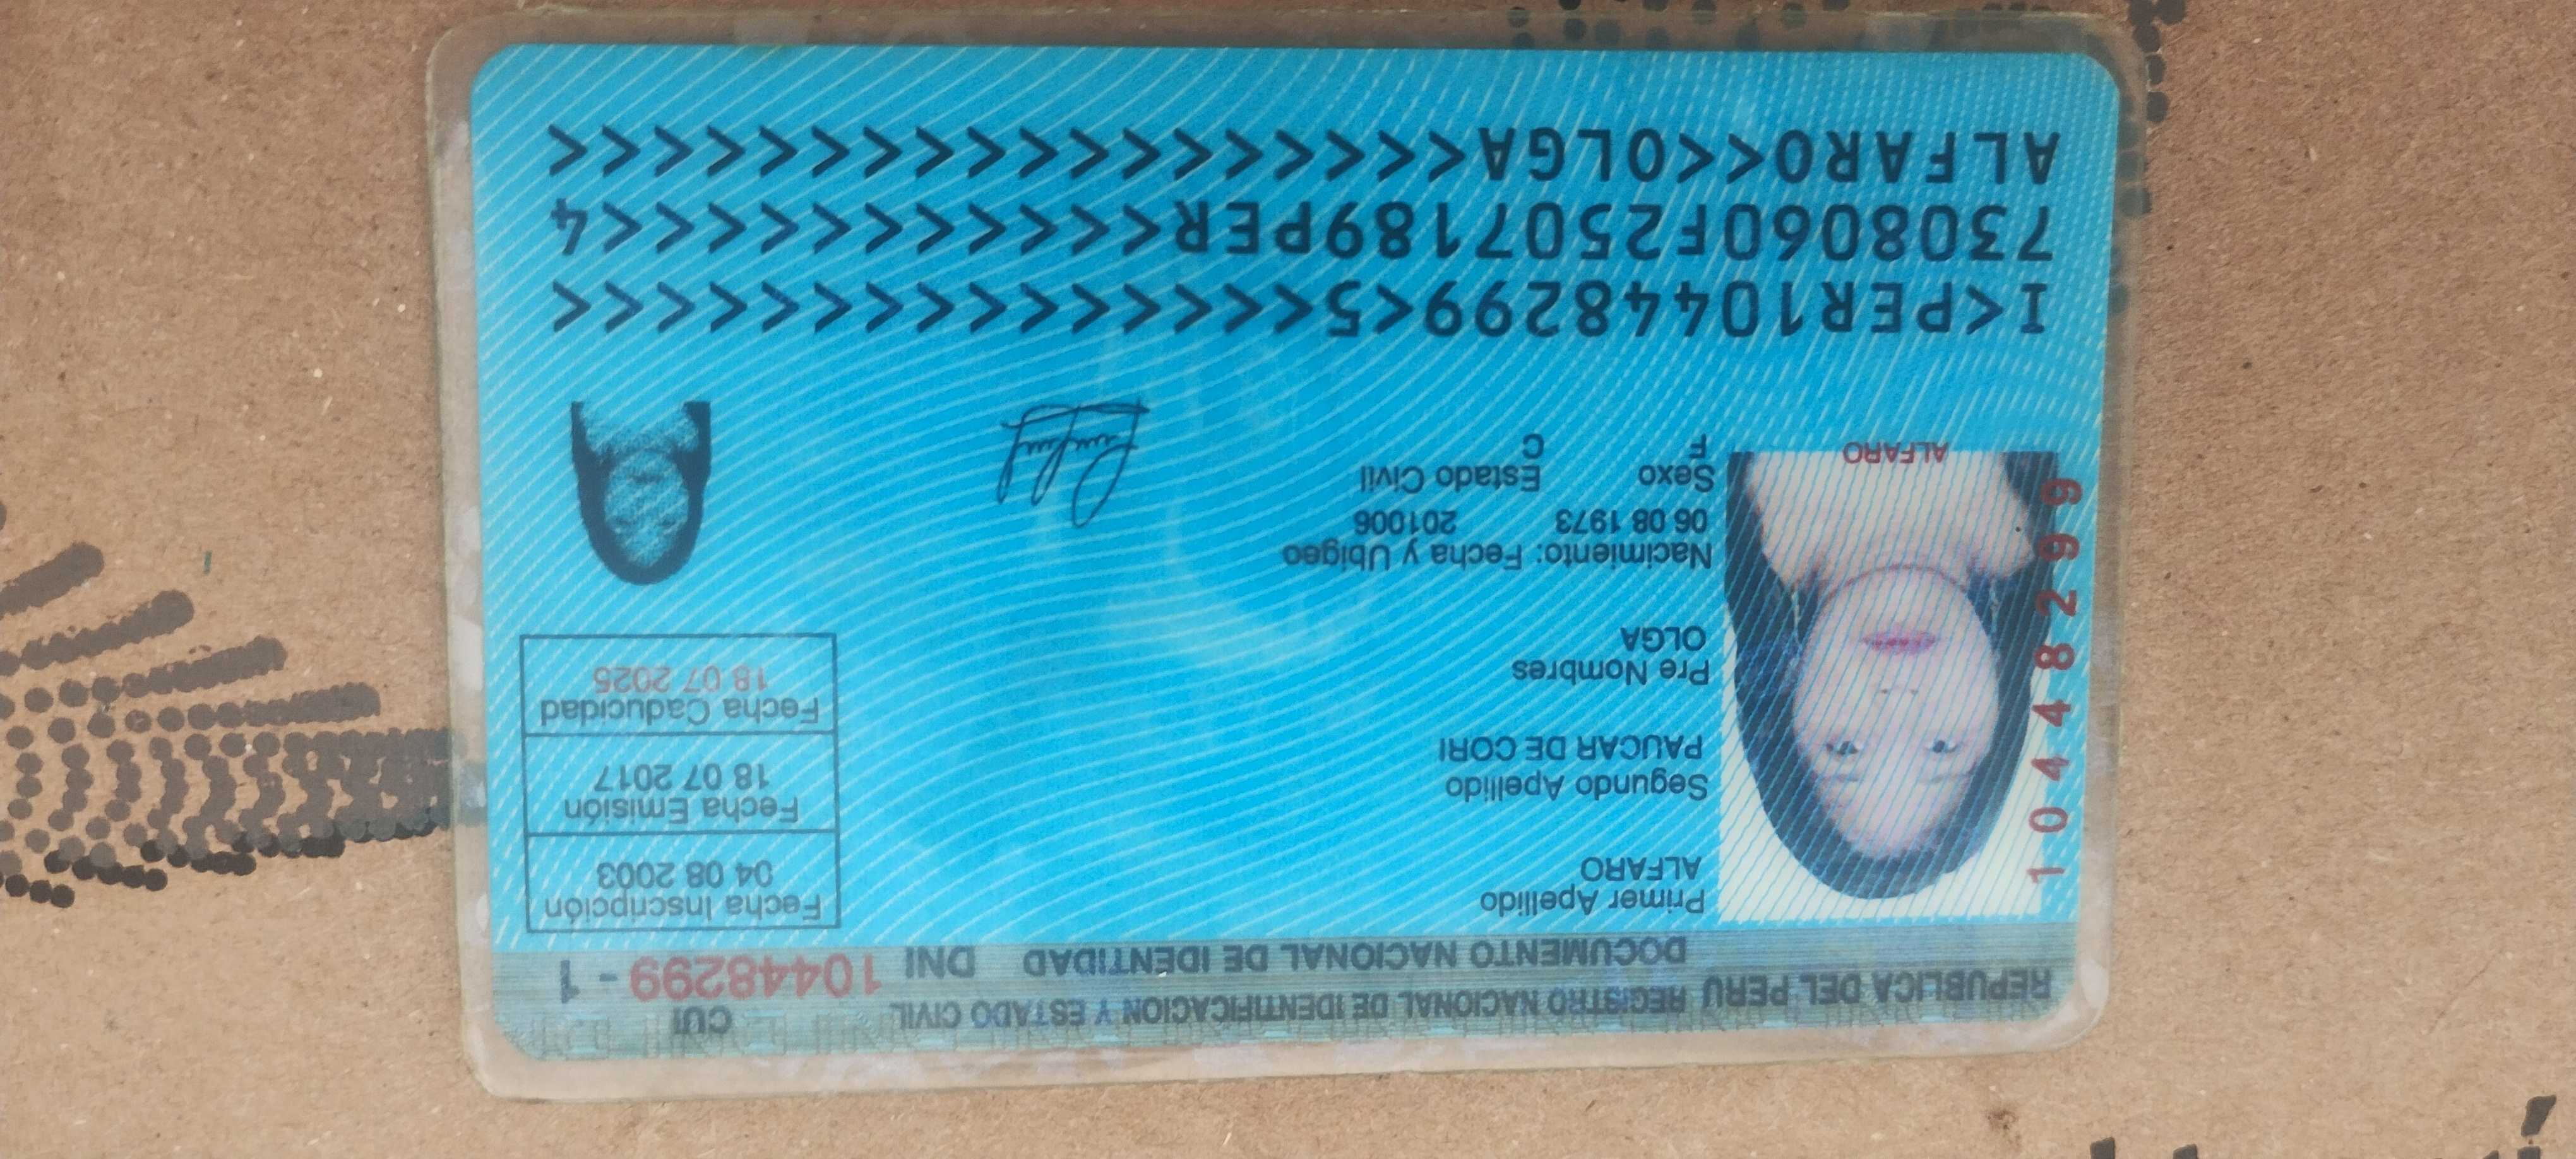 REPUBLICA DEL PERU REGISTRO NACIONAL DE IDENTIFICACION Y ESTADO CIVIL
CUI
DOCUMENTO NACIONAL DE IDENTIDAD DNI 10448299 - 1
Primer Apellido
ALFARO
Segundo Apellido
PAUCAR DE CORI
Pre Nombres
OLGA
Nacimiento: Fecha y Ubigeo
06 08 1973 201006
Sexo Estado Civil
F C
Fecha Inscripción
04 08 2003
Fecha Emisión
18 07 2017
Fecha Caducidad
18 07 2025
10448299
ALFARO
I<PER10448299<5<<<<<<<<<<<<<<<
7308060F2507189PER<<<<<<<<<<<4
ALFARO<<OLGA<<<<<<<<<<<<<<<<<<